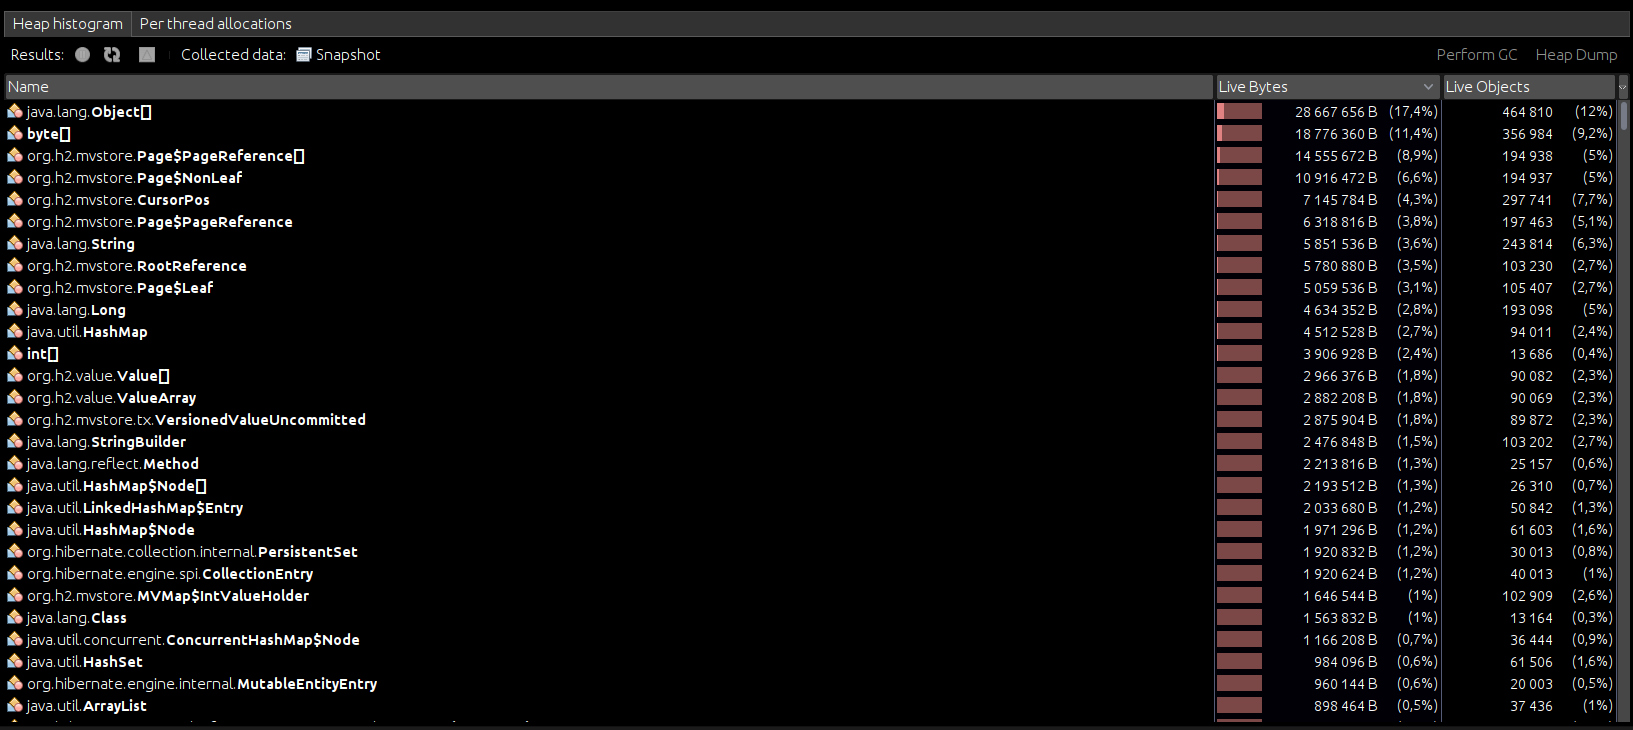 Heap histogram Per thread allocations
Results: Collected data: Snapshot Perform GC Heap Dump
Name Live Bytes Live Objects
java.lang.Object[] 28 667 656 B (17,4%) 464 810 (12%)
byte[] 18 776 360 B (11,4%) 356 984 (9,2%)
org.h2.mvstore.Page$PageReference[] 14 555 672 B (8,9%) 194 938 (5%)
org.h2.mvstore.Page$NonLeaf 10 916 472 B (6,6%) 194 937 (5%)
org.h2.mvstore.CursorPos 7 145 784 B (4,3%) 297 741 (7,7%)
org.h2.mvstore.Page$PageReference 6 318 816 B (3,8%) 197 463 (5,1%)
java.lang.String 5 851 536 B (3,6%) 243 814 (6,3%)
org.h2.mvstore.RootReference 5 780 880 B (3,5%) 103 230 (2,7%)
org.h2.mvstore.Page$Leaf 5 059 536 B (3,1%) 105 407 (2,7%)
java.lang.Long 4 634 352 B (2,8%) 193 098 (5%)
java.util.HashMap 4 512 528 B (2,7%) 94 011 (2,4%)
int[] 3 906 928 B (2,4%) 13 686 (0,4%)
org.h2.value.Value[] 2 966 376 B (1,8%) 90 082 (2,3%)
org.h2.value.ValueArray 2 882 208 B (1,8%) 90 069 (2,3%)
org.h2.mvstore.tx.VersionedValueUncommitted 2 875 904 B (1,8%) 89 872 (2,3%)
java.lang.StringBuilder 2 476 848 B (1,5%) 103 202 (2,7%)
java.lang.reflect.Method 2 213 816 B (1,3%) 25 157 (0,6%)
java.util.HashMap$Node[] 2 193 512 B (1,3%) 26 310 (0,7%)
java.util.LinkedHashMap$Entry 2 033 680 B (1,2%) 50 842 (1,3%)
java.util.HashMap$Node 1 971 296 B (1,2%) 61 603 (1,6%)
org.hibernate.collection.internal.PersistentSet 1 920 832 B (1,2%) 30 013 (0,8%)
org.hibernate.engine.spi.CollectionEntry 1 920 624 B (1,2%) 40 013 (1%)
org.h2.mvstore.MVMap$IntValueHolder 1 646 544 B (1%) 102 909 (2,6%)
java.lang.Class 1 563 832 B (1%) 13 164 (0,3%)
java.util.concurrent.ConcurrentHashMap$Node 1 166 208 B (0,7%) 36 444 (0,9%)
java.util.HashSet 984 096 B (0,6%) 61 506 (1,6%)
org.hibernate.engine.internal.MutableEntityEntry 960 144 B (0,6%) 20 003 (0,5%)
java.util.ArrayList 898 464 B (0,5%) 37 436 (1%)